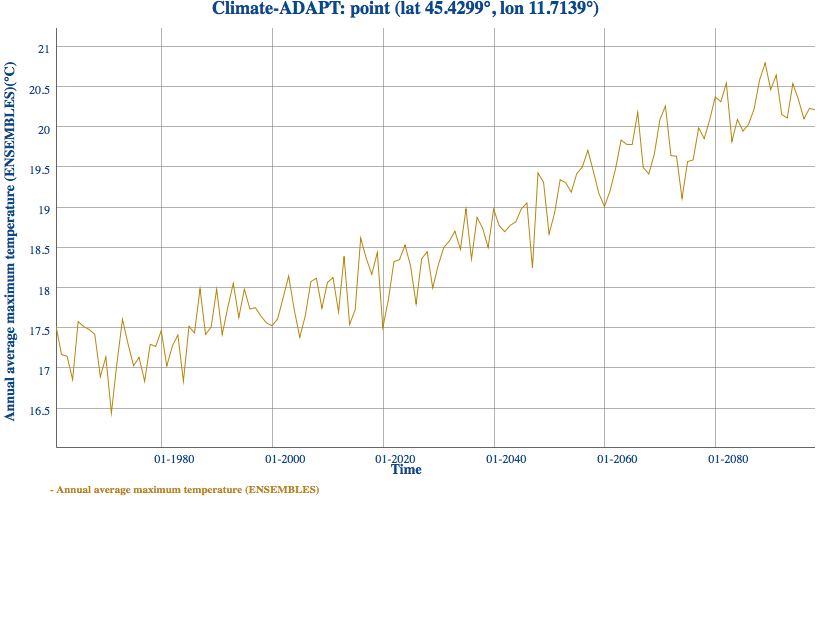 Climate-ADAPT: point (lat 45.4299°, lon 11.7139°)
Annual average maximum temperature (ENSEMBLES)(°C)
21
20.5
20
19.5
19
18.5
18
17.5
17
16.5
01-1980 01-2000 01-2020 01-2040 01-2060 01-2080
Time
- Annual average maximum temperature (ENSEMBLES)